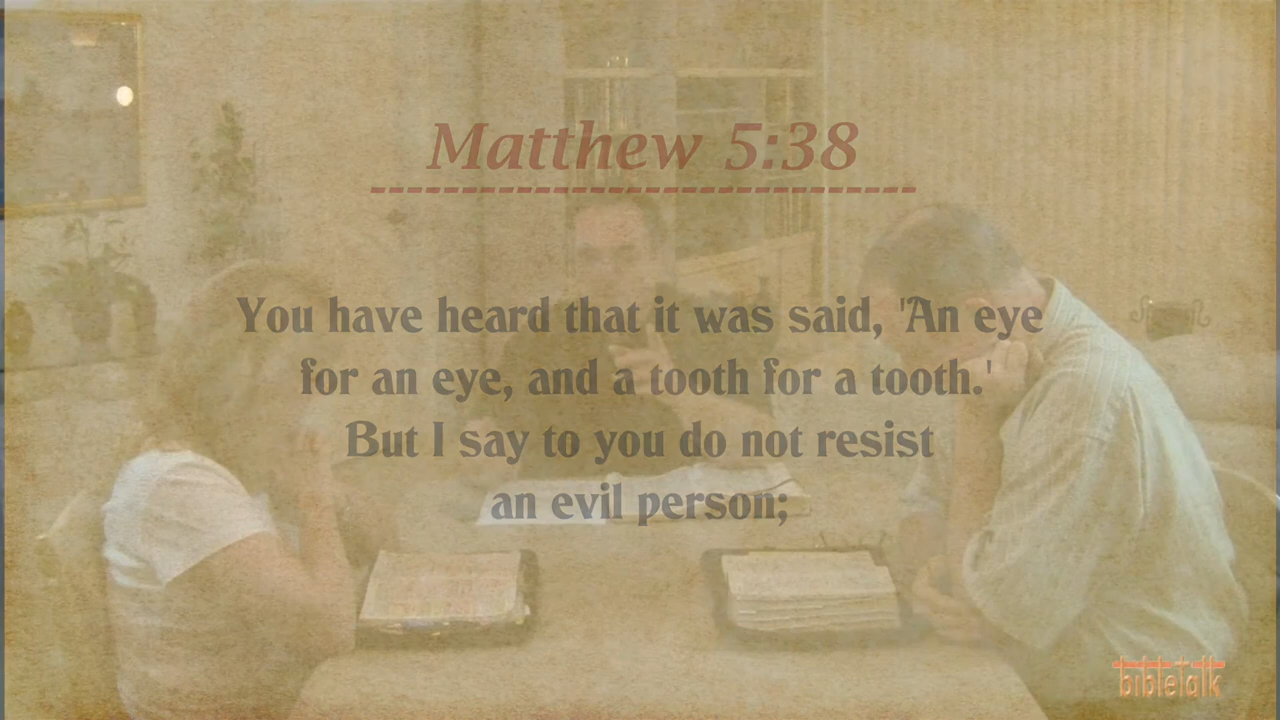 Matthew 5:38
You have heard that it was said, 'An eye
for an eye, and a tooth for a tooth.'
But I say to you do not resist
an evil person;
bibletalk